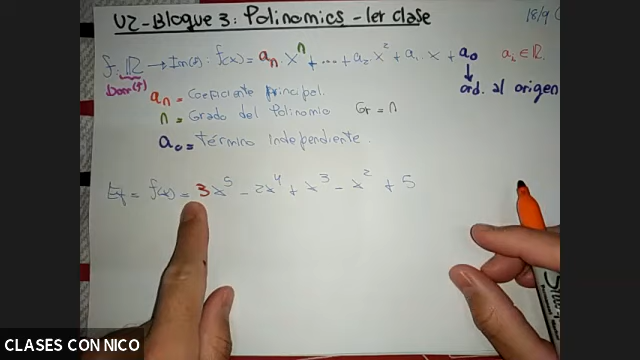 U2-Bloque 3: Polinomios - 1er clase
18/9
f: ℝ → Im(f): f(x) = aₙ · xⁿ + ... + a₂ · x² + a₁ · x + a₀ aᵢ ∈ ℝ
Dom(f)
ord. al origen
aₙ = Coeficiente principal.
n = Grado del Polinomio Gr = n
a₀ = Término independiente.
Ej = f(x) = 3x⁵ - 2x⁴ + x³ - x² + 5
CLASES CON NICO